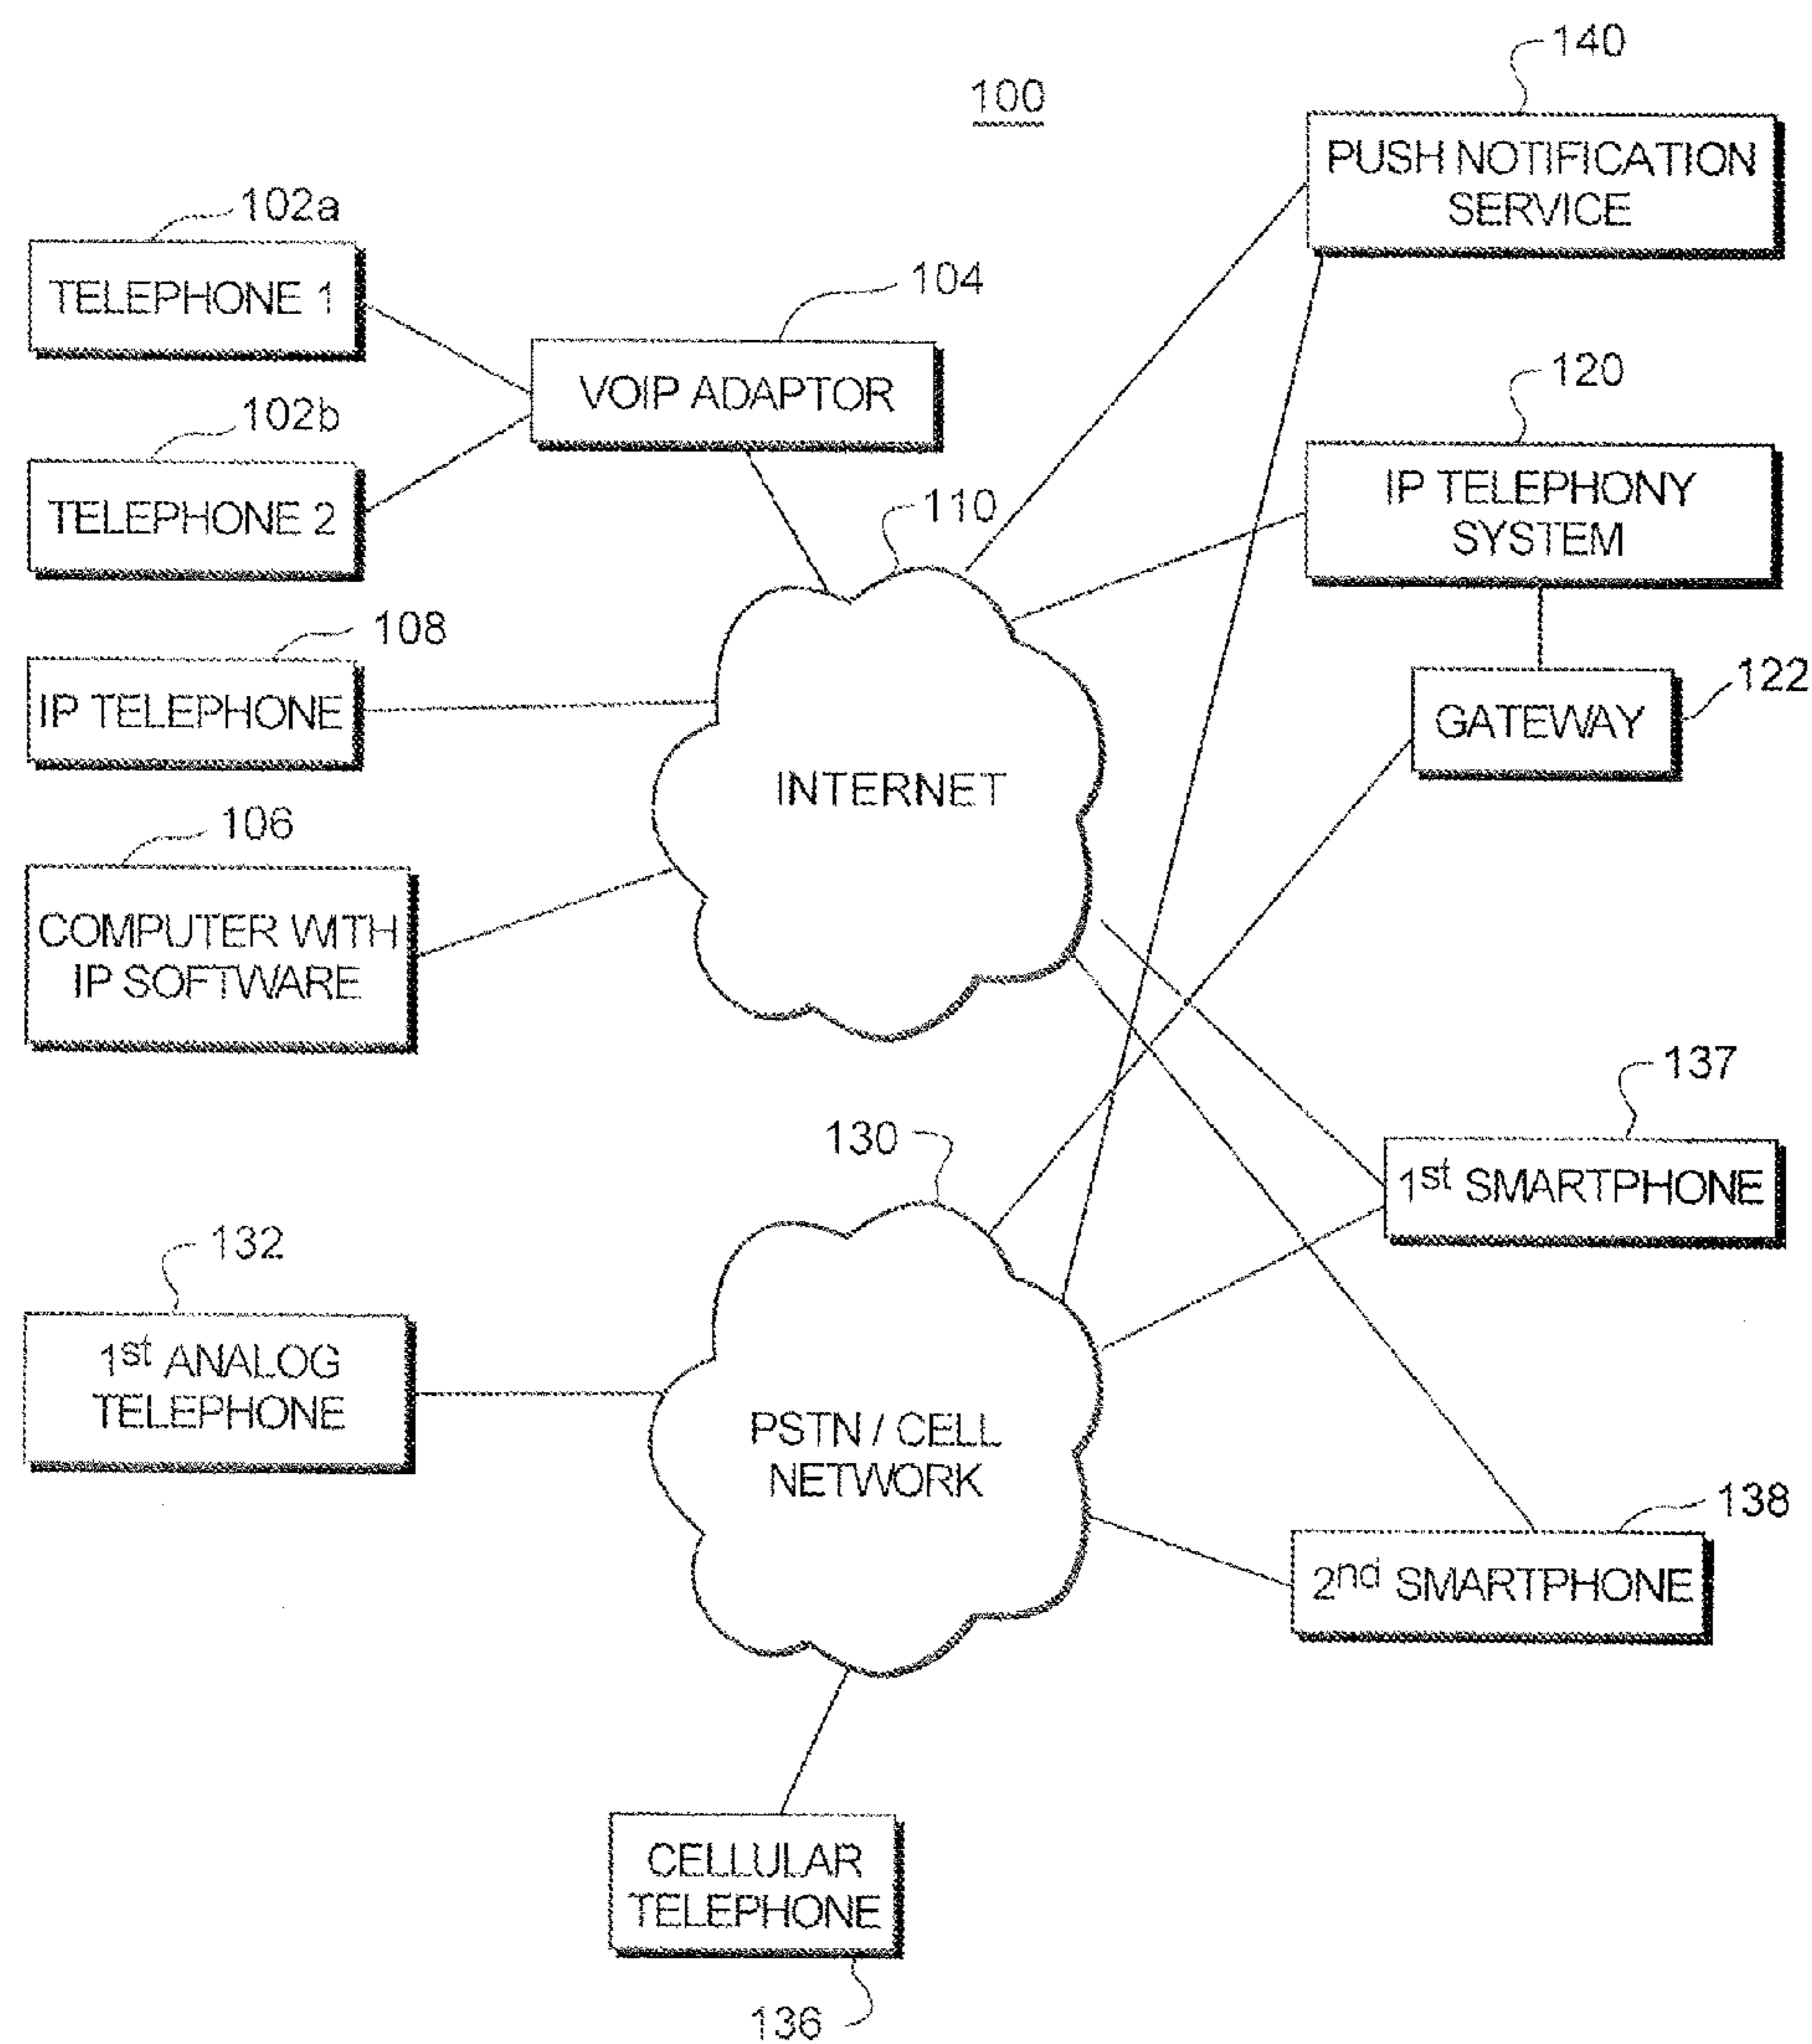 100
140
PUSH NOTIFICATION
SERVICE
102a
TELEPHONE 1
104
VOIP ADAPTOR
102b
TELEPHONE 2
120
IP TELEPHONY
SYSTEM
110
108
IP TELEPHONE
122
GATEWAY
INTERNET
106
COMPUTER WITH
IP SOFTWARE
137
1st SMARTPHONE
130
132
1st ANALOG
TELEPHONE
PSTN / CELL
NETWORK
138
2nd SMARTPHONE
CELLULAR
TELEPHONE
136